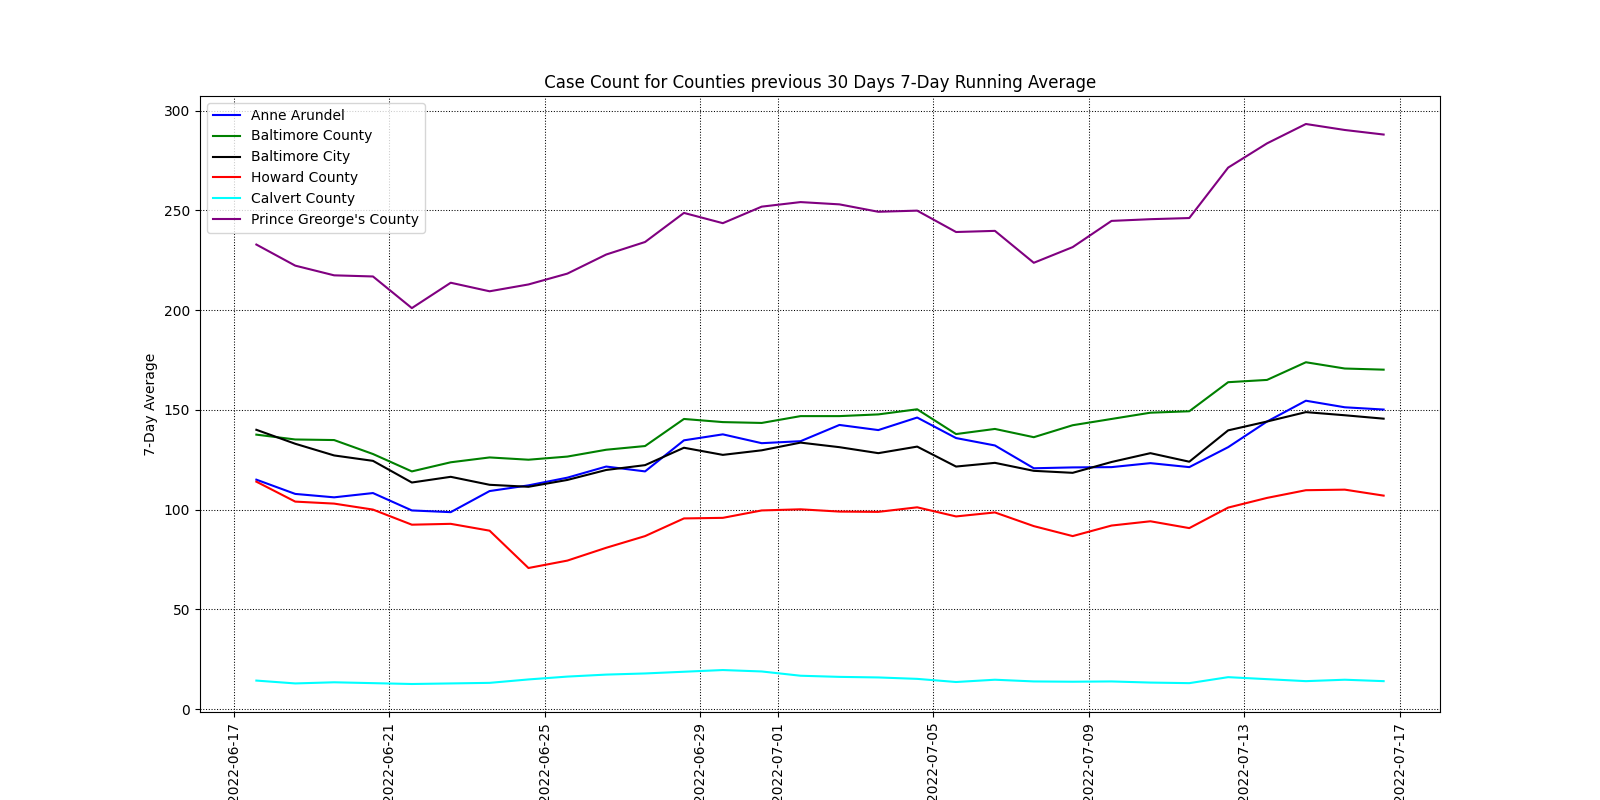 Case Count for Counties previous 30 Days 7-Day Running Average
Anne Arundel
Baltimore County
Baltimore City
Howard County
Calvert County
Prince Greorge's County
7-Day Average
300
250
200
150
100
50
0
2022-06-17
2022-06-21
2022-06-25
2022-06-29
2022-07-01
2022-07-05
2022-07-09
2022-07-13
2022-07-17